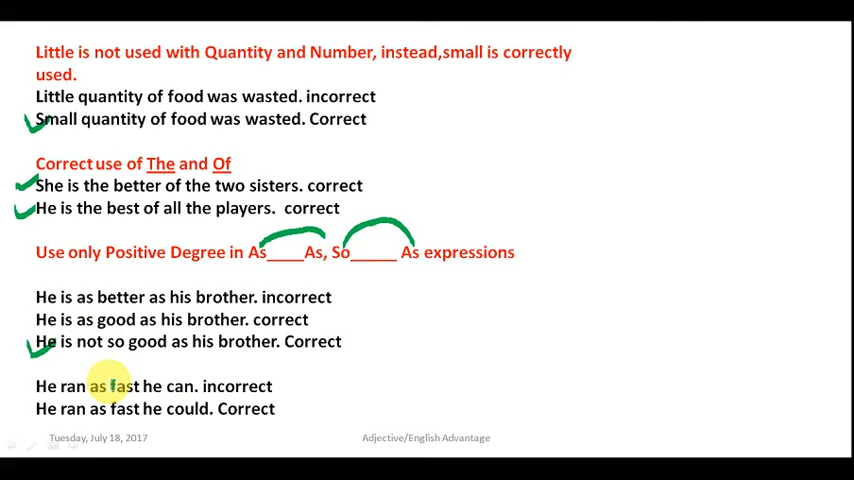 Little is not used with Quantity and Number, instead,small is correctly
used.
Little quantity of food was wasted. incorrect
Small quantity of food was wasted. Correct
Correct use of The and Of
She is the better of the two sisters. correct
He is the best of all the players. correct
Use only Positive Degree in As____As, So_____ As expressions
He is as better as his brother. incorrect
He is as good as his brother. correct
He is not so good as his brother. Correct
He ran as fast he can. incorrect
He ran as fast he could. Correct
Tuesday, July 18, 2017
Adjective/English Advantage